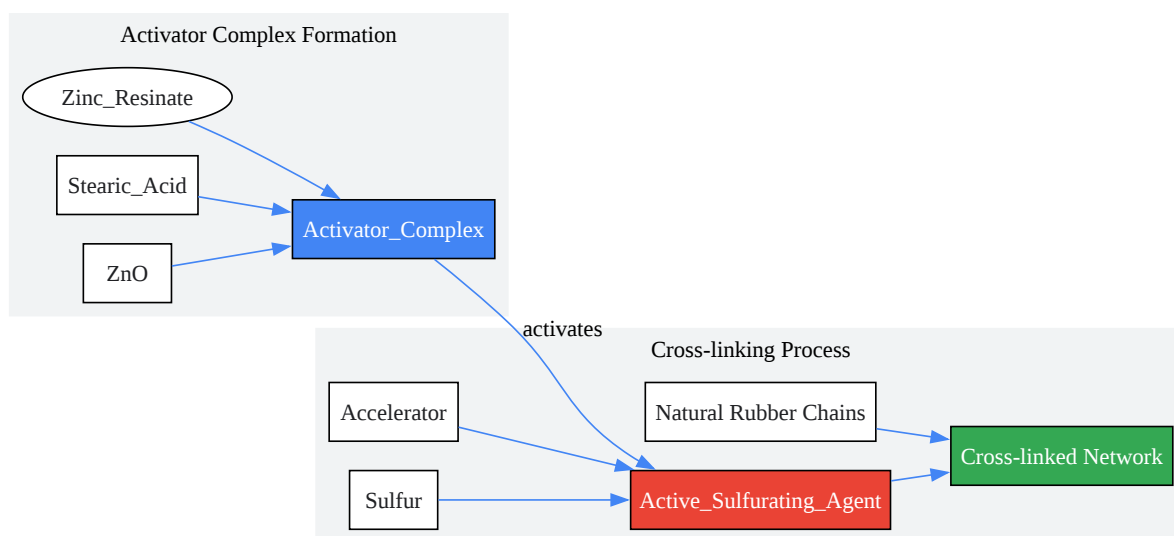 Activator Complex Formation
Zinc_Resinate
Stearic_Acid
Activator_Complex
ZnO
activates
Cross-linking Process
Accelerator
Natural Rubber Chains
Cross-linked Network
Sulfur
Active_Sulfurating_Agent